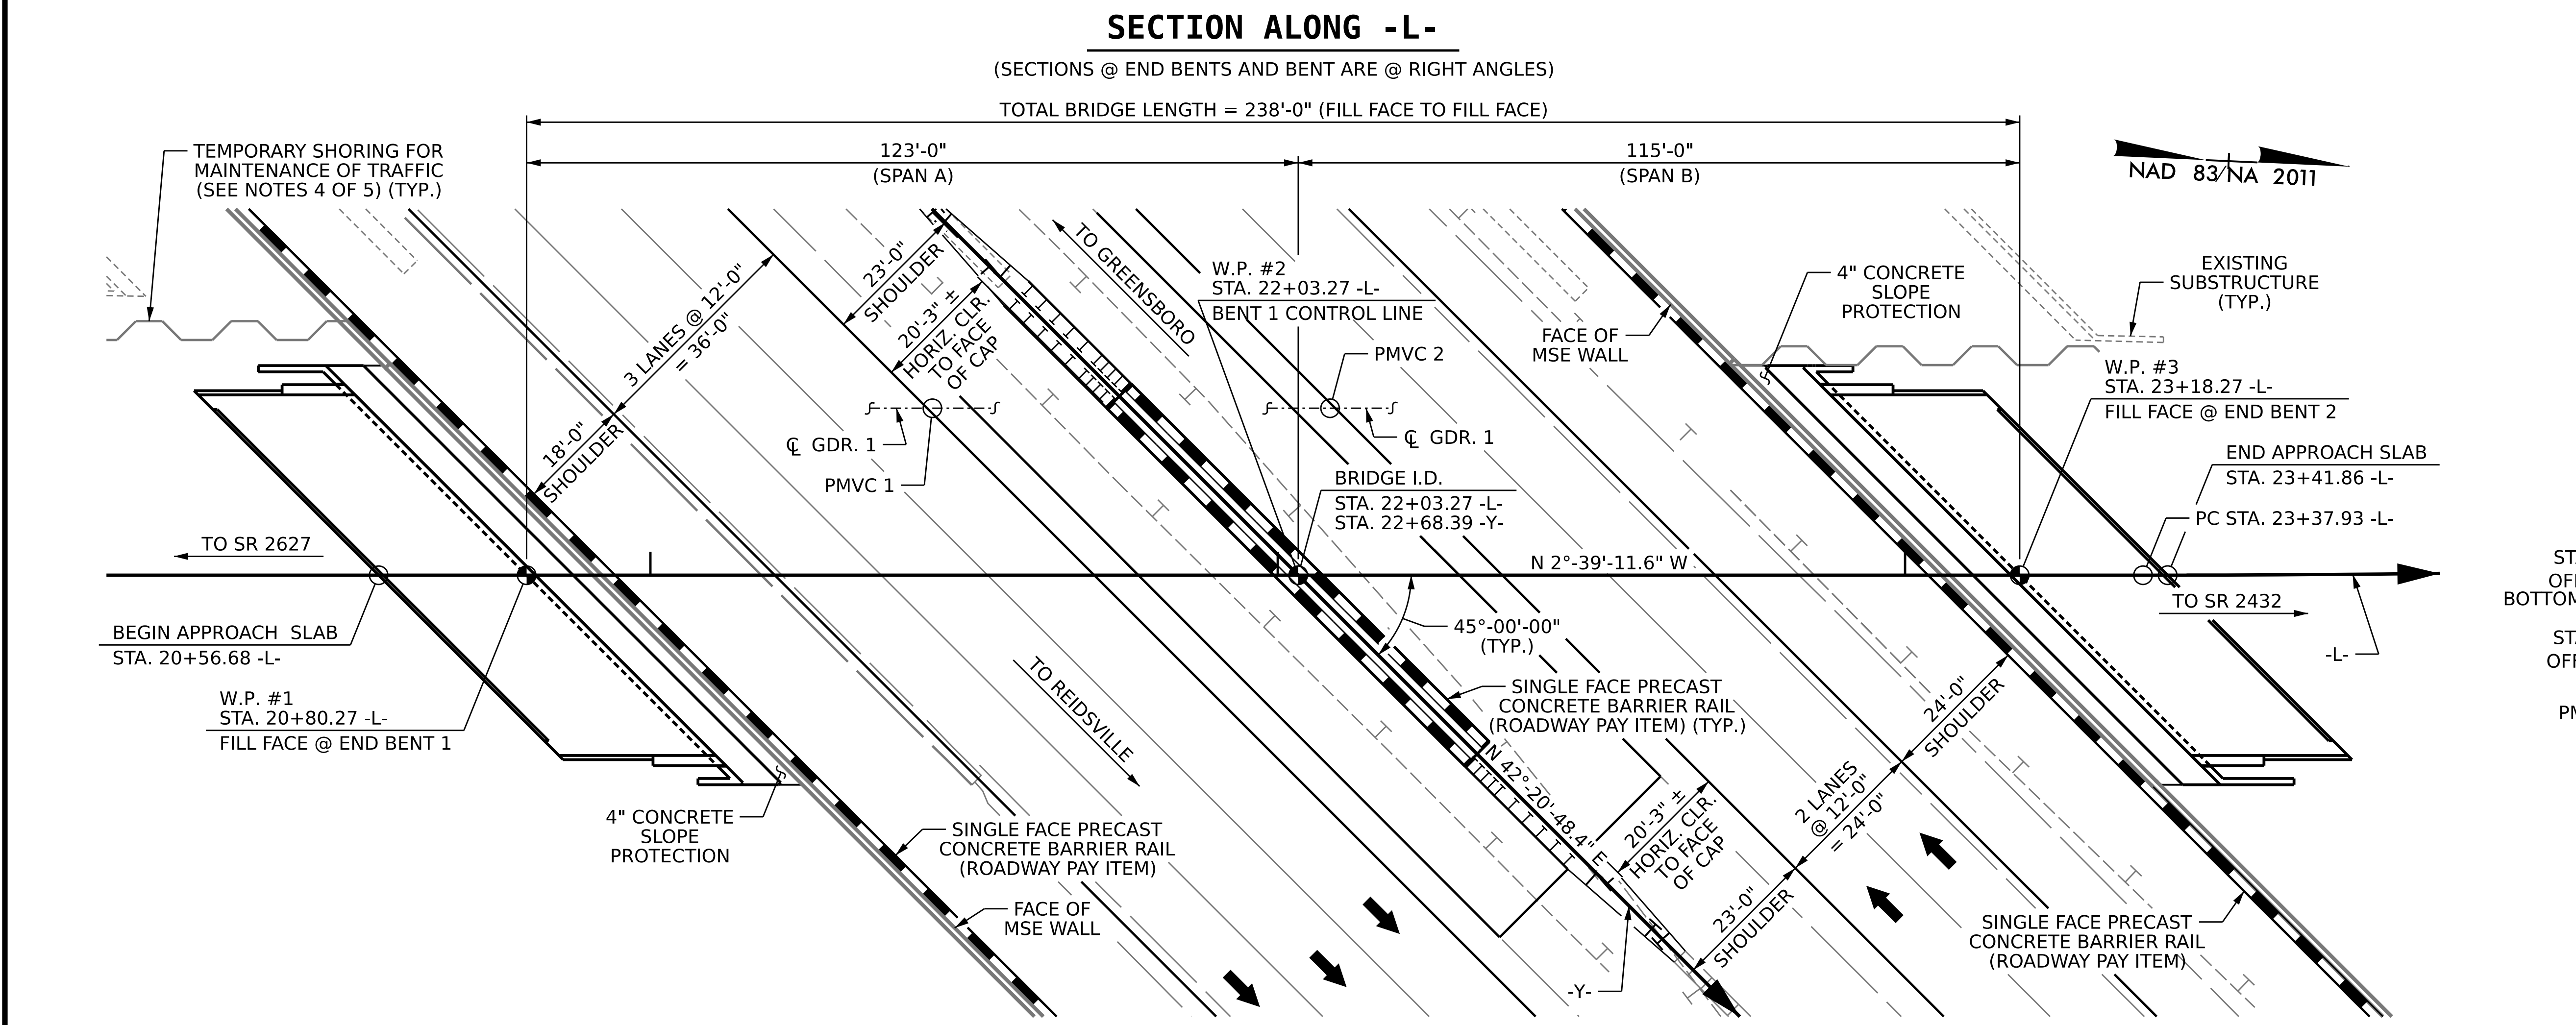 SECTION ALONG -L-
(SECTIONS @ END BENTS AND BENT ARE @ RIGHT ANGLES)
TOTAL BRIDGE LENGTH = 238'-0" (FILL FACE TO FILL FACE)
123'-0"
(SPAN A)
115'-0"
(SPAN B)
NAD 83/NA 2011
TEMPORARY SHORING FOR
MAINTENANCE OF TRAFFIC
(SEE NOTES 4 OF 5) (TYP.)
3 LANES @ 12'-0"
= 36'-0"
18'-0"
SHOULDER
23'-0"
SHOULDER
20'-3" ±
HORIZ. CLR.
TO FACE
OF CAP
TO GREENSBORO
W.P. #2
STA. 22+03.27 -L-
BENT 1 CONTROL LINE
PMVC 2
℄ GDR. 1
℄ GDR. 1
PMVC 1
FACE OF
MSE WALL
4" CONCRETE
SLOPE
PROTECTION
EXISTING
SUBSTRUCTURE
(TYP.)
W.P. #3
STA. 23+18.27 -L-
FILL FACE @ END BENT 2
END APPROACH SLAB
STA. 23+41.86 -L-
PC STA. 23+37.93 -L-
BRIDGE I.D.
STA. 22+03.27 -L-
STA. 22+68.39 -Y-
TO SR 2627
N 2°-39'-11.6" W
TO SR 2432
-L-
BEGIN APPROACH SLAB
STA. 20+56.68 -L-
W.P. #1
STA. 20+80.27 -L-
FILL FACE @ END BENT 1
45°-00'-00"
(TYP.)
TO REIDSVILLE
SINGLE FACE PRECAST
CONCRETE BARRIER RAIL
(ROADWAY PAY ITEM) (TYP.)
N 42°-20'-48.4" E
24'-0"
SHOULDER
2 LANES
@ 12'-0"
= 24'-0"
20'-3" ±
HORIZ. CLR.
TO FACE
OF CAP
23'-0"
SHOULDER
4" CONCRETE
SLOPE
PROTECTION
SINGLE FACE PRECAST
CONCRETE BARRIER RAIL
(ROADWAY PAY ITEM)
FACE OF
MSE WALL
-Y-
SINGLE FACE PRECAST
CONCRETE BARRIER RAIL
(ROADWAY PAY ITEM)
BOTTOM